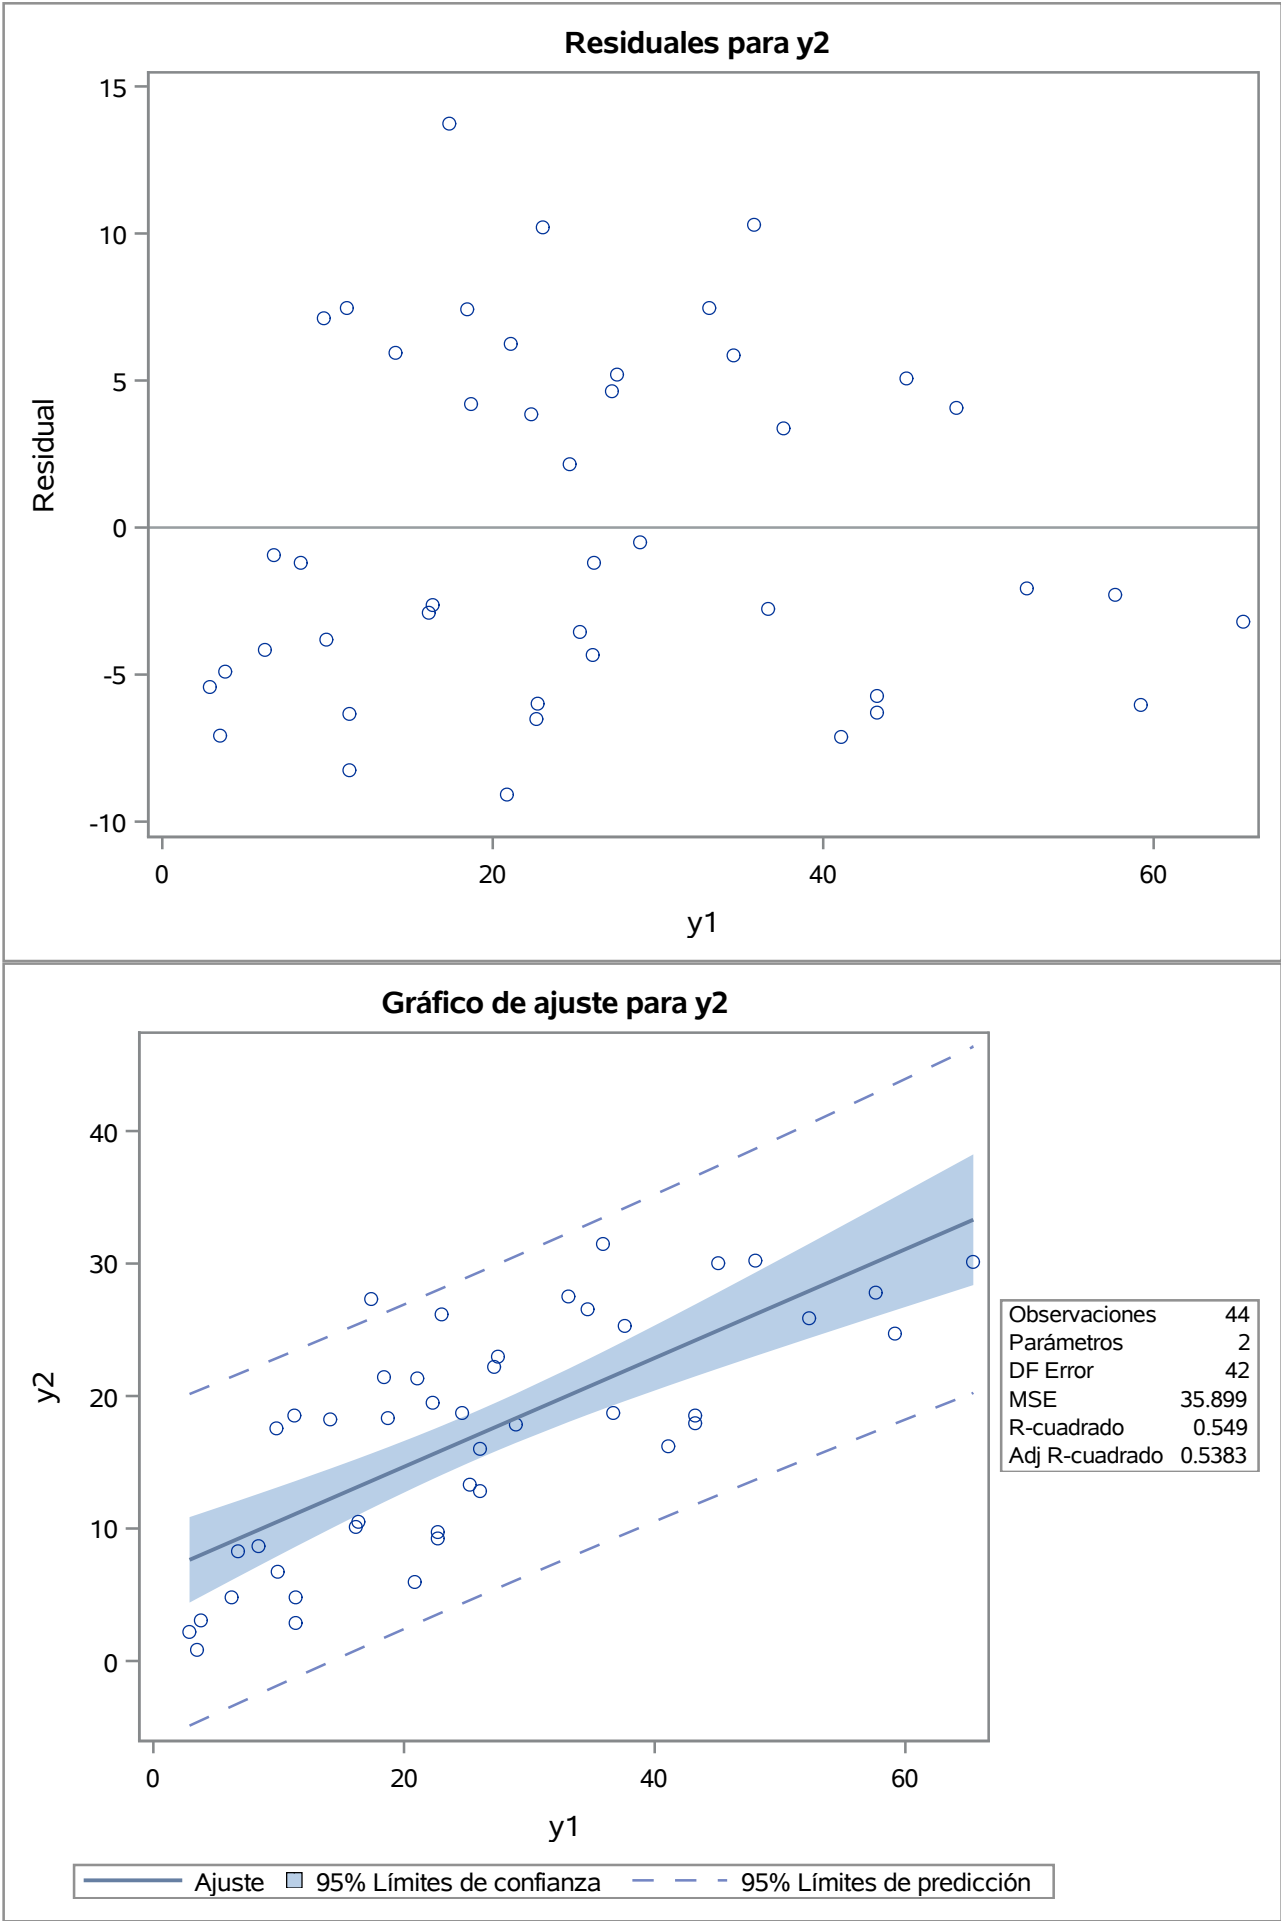 Residuales para y2
15
10
5
0
-5
-10
Residual
0 20 40 60
y1
Gráfico de ajuste para y2
40
30
20
10
0
y2
0 20 40 60
y1
Observaciones 44
Parámetros 2
DF Error 42
MSE 35.899
R-cuadrado 0.549
Adj R-cuadrado 0.5383
Ajuste 95% Límites de confianza 95% Límites de predicción